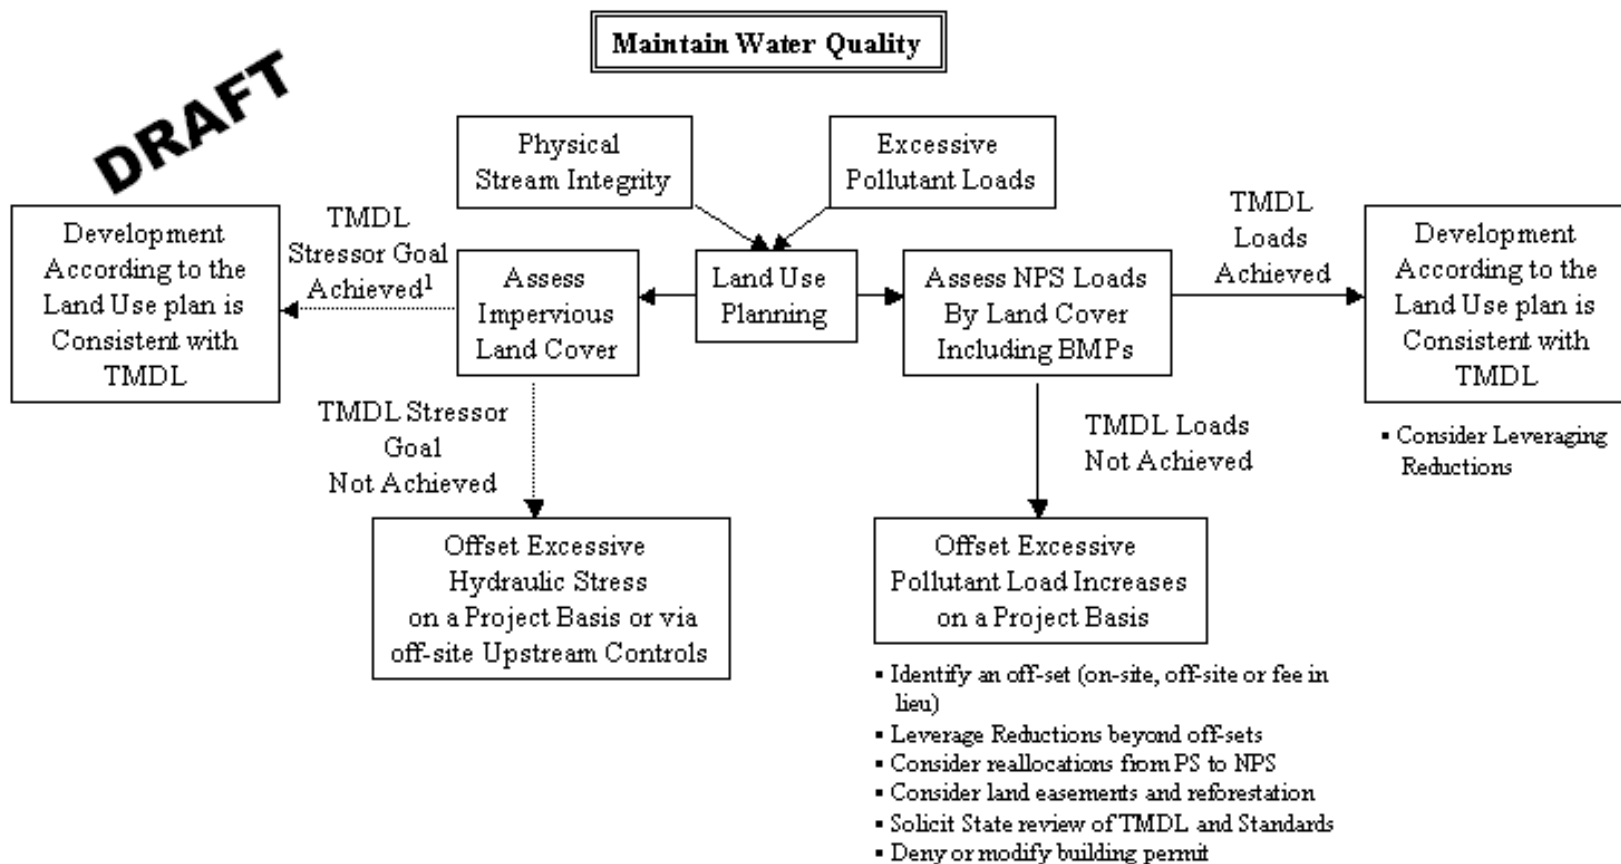 Maintain Water Quality
DRAFT
Physical
Stream Integrity
Excessive
Pollutant Loads
Development
According to the
Land Use plan is
Consistent with
TMDL
TMDL
Stressor Goal
Achieved¹
Assess
Impervious
Land Cover
Land Use
Planning
Assess NPS Loads
By Land Cover
Including BMPs
TMDL
Loads
Achieved
Development
According to the
Land Use plan is
Consistent with
TMDL
▪ Consider Leveraging
Reductions
TMDL Stressor
Goal
Not Achieved
TMDL Loads
Not Achieved
Offset Excessive
Hydraulic Stress
on a Project Basis or via
off-site Upstream Controls
Offset Excessive
Pollutant Load Increases
on a Project Basis
▪ Identify an off-set (on-site, off-site or fee in
lieu)
▪ Leverage Reductions beyond off-sets
▪ Consider reallocations from PS to NPS
▪ Consider land easements and reforestation
▪ Solicit State review of TMDL and Standards
▪ Deny or modify building permit